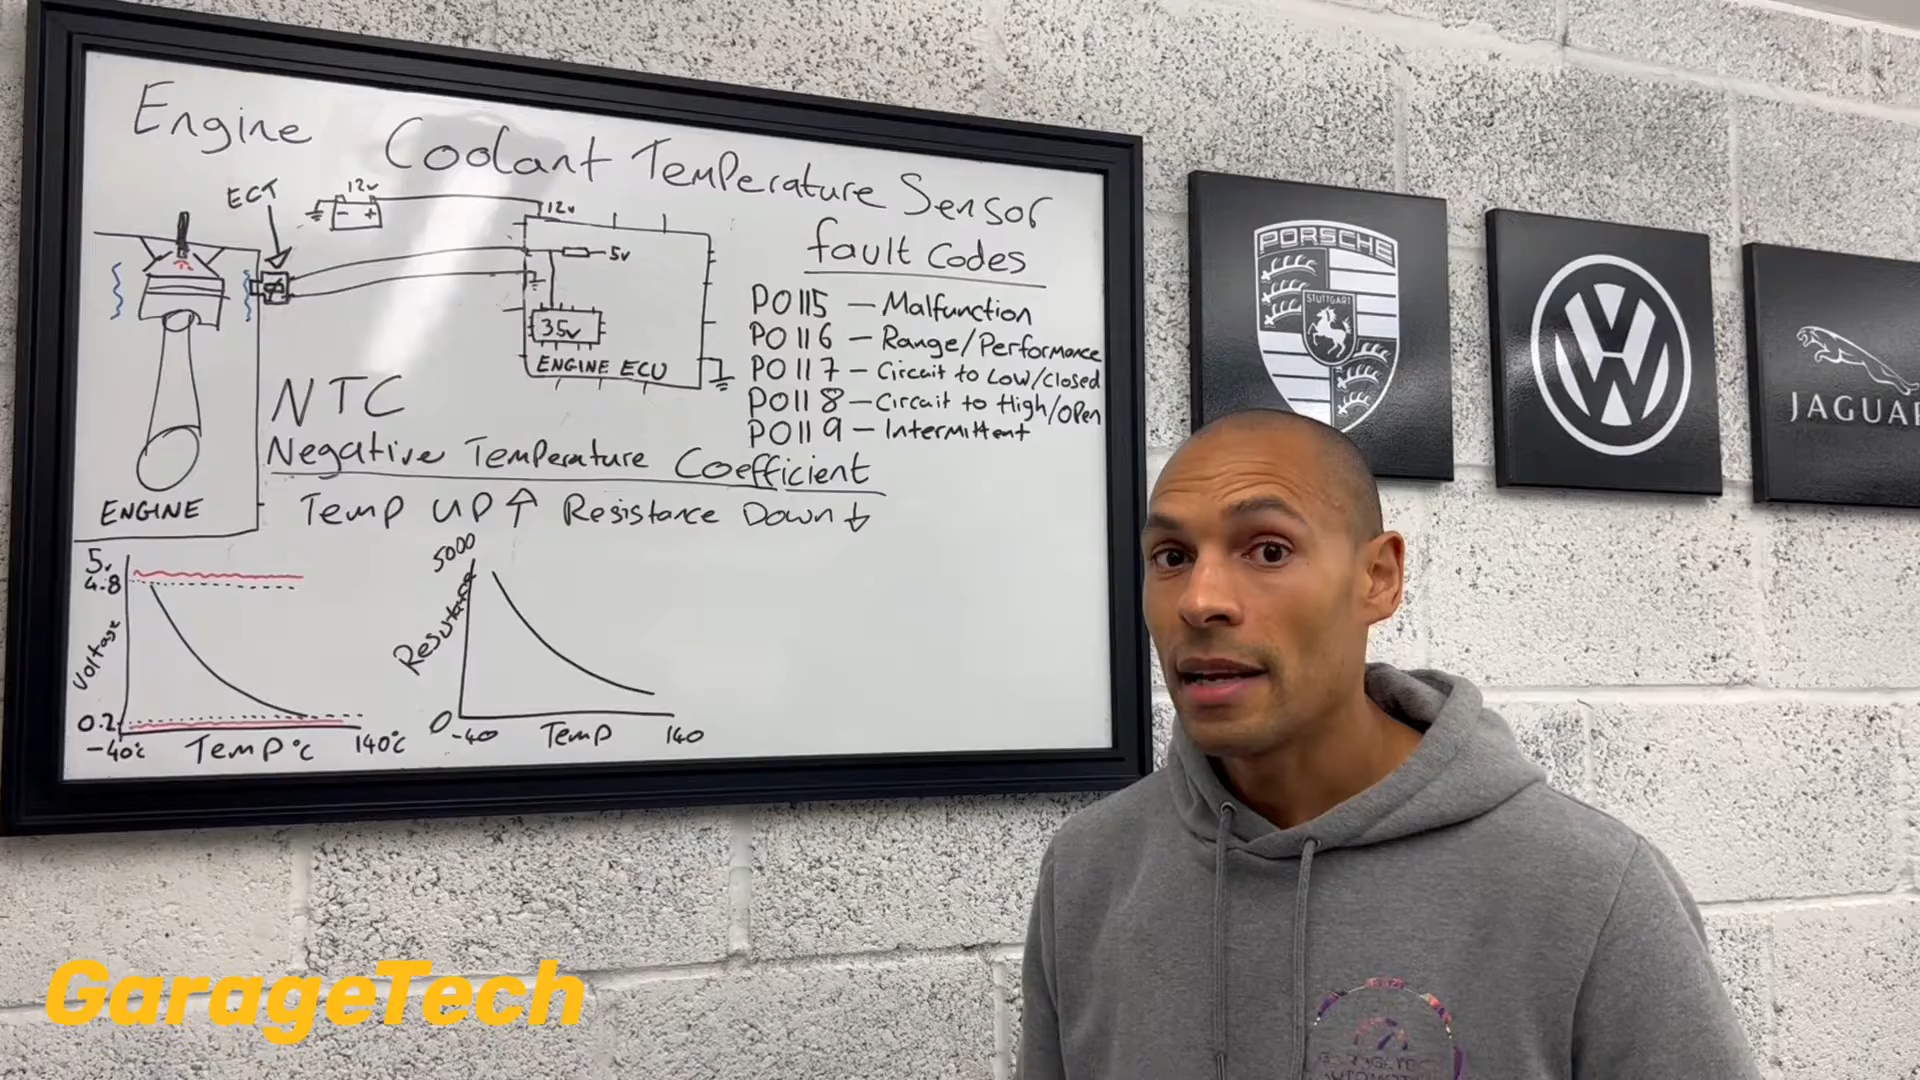 Engine Coolant Temperature Sensor
fault Codes
P0115 – Malfunction
P0116 – Range/Performance
P0117 – Circuit to Low/Closed
P0118 – Circuit to High/Open
P0119 – Intermittent
ECT
12v
- +
12v
5v
3.5v
ENGINE ECU
ENGINE
NTC
Negative Temperature Coefficient
Temp UP ↑ Resistance Down ↓
5v
4.8
Voltage
0.2
-40°c Temp°c 140°c
5000
Resistance
0
-40 Temp 140
PORSCHE
STUTTGART
VW
JAGUAR
GarageTech